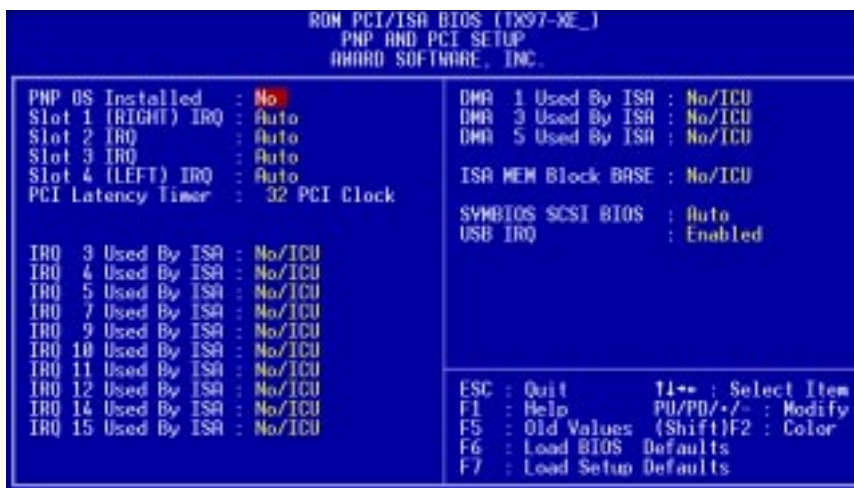 ROM PCI/ISA BIOS (TX97-XE_)
PNP AND PCI SETUP
AWARD SOFTWARE, INC.
PNP OS Installed : No
Slot 1 (RIGHT) IRQ : Auto
Slot 2 IRQ : Auto
Slot 3 IRQ : Auto
Slot 4 (LEFT) IRQ : Auto
PCI Latency Timer : 32 PCI Clock
IRQ 3 Used By ISA : No/ICU
IRQ 4 Used By ISA : No/ICU
IRQ 5 Used By ISA : No/ICU
IRQ 7 Used By ISA : No/ICU
IRQ 9 Used By ISA : No/ICU
IRQ 10 Used By ISA : No/ICU
IRQ 11 Used By ISA : No/ICU
IRQ 12 Used By ISA : No/ICU
IRQ 14 Used By ISA : No/ICU
IRQ 15 Used By ISA : No/ICU
DMA 1 Used By ISA : No/ICU
DMA 3 Used By ISA : No/ICU
DMA 5 Used By ISA : No/ICU
ISA MEM Block BASE : No/ICU
SYMBIOS SCSI BIOS : Auto
USB IRQ : Enabled
ESC : Quit ↑↓→← : Select Item
F1 : Help PU/PD/+/- : Modify
F5 : Old Values (Shift)F2 : Color
F6 : Load BIOS Defaults
F7 : Load Setup Defaults